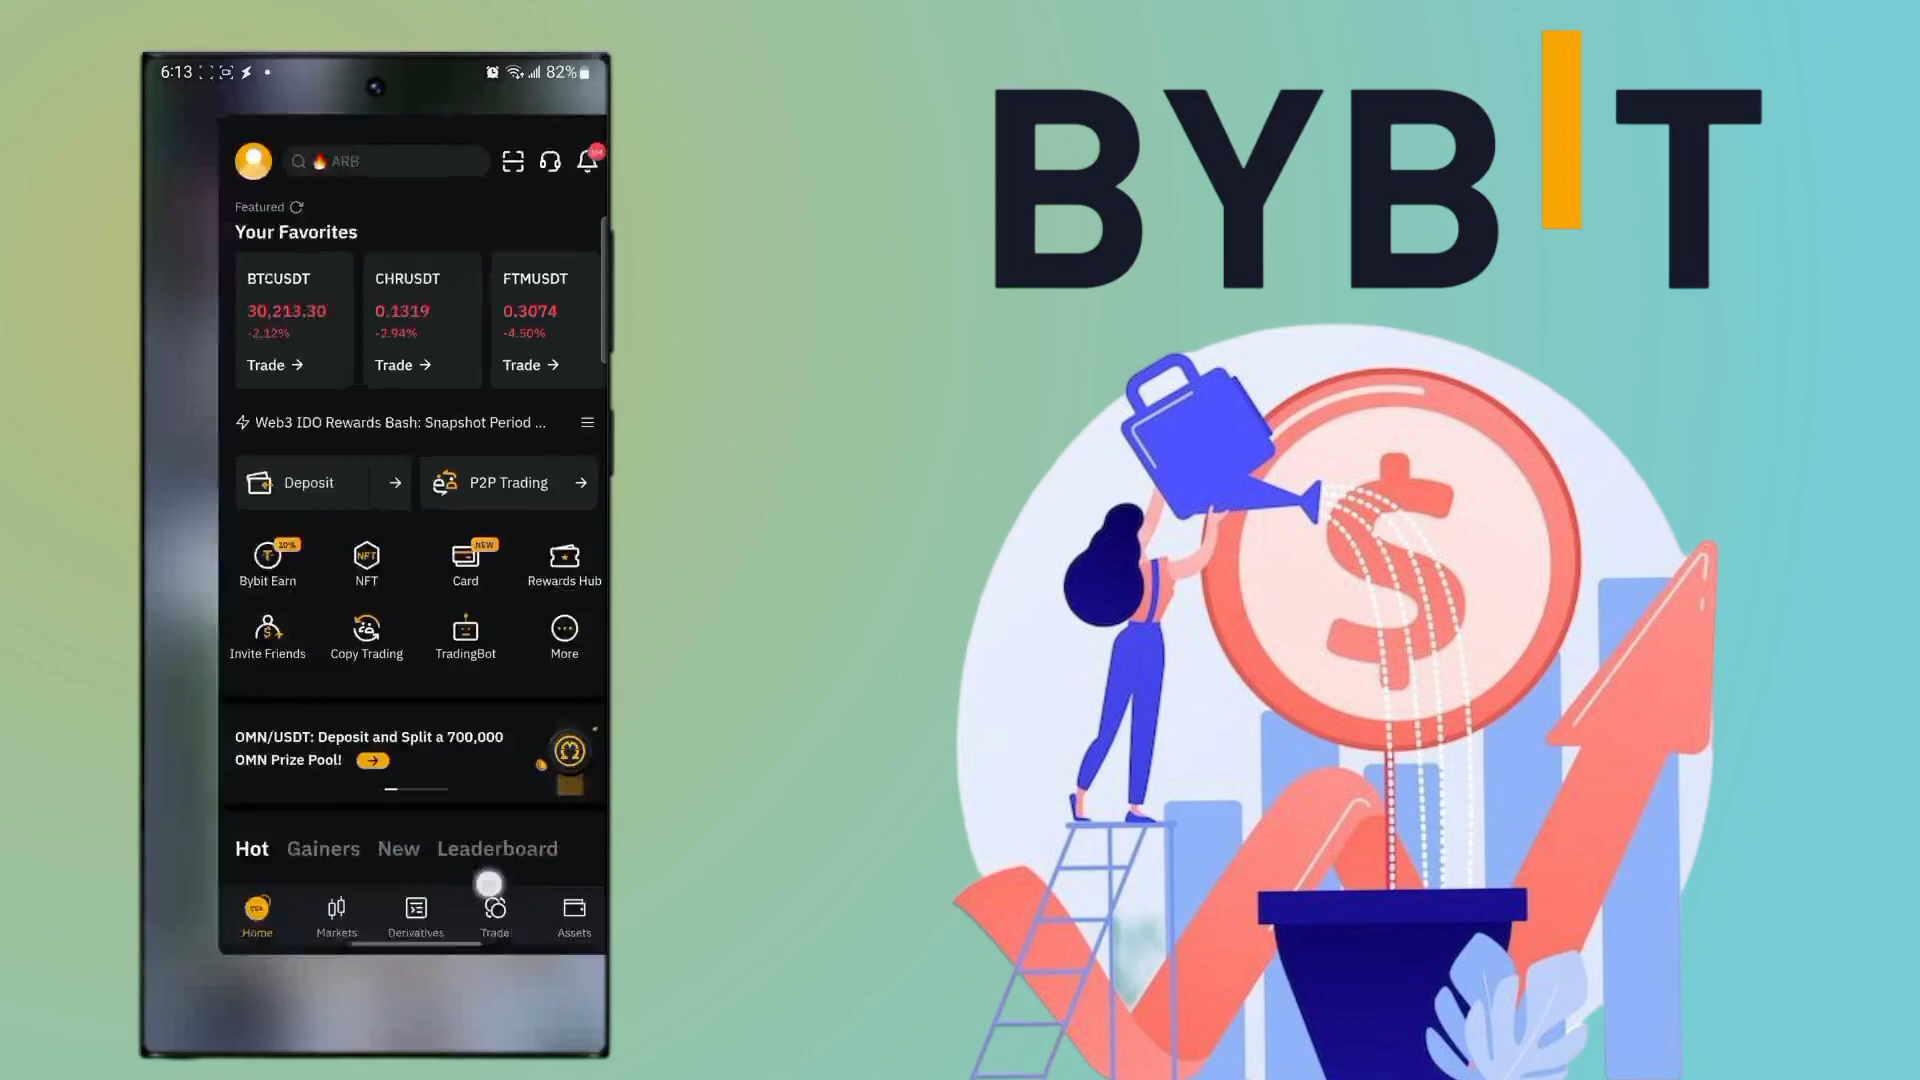 6:13
82%
ARB
Featured
Your Favorites
BTCUSDT CHRUSDT FTMUSDT
30,213.30 0.1319 0.3074
-2.12% -2.94% -4.50%
Trade → Trade → Trade →
Web3 IDO Rewards Bash: Snapshot Period ...
Deposit → P2P Trading →
10% NFT NEW
Bybit Earn NFT Card Rewards Hub
Invite Friends Copy Trading TradingBot More
OMN/USDT: Deposit and Split a 700,000
OMN Prize Pool! →
Hot Gainers New Leaderboard
Home Markets Derivatives Trade Assets
BYBIT
$